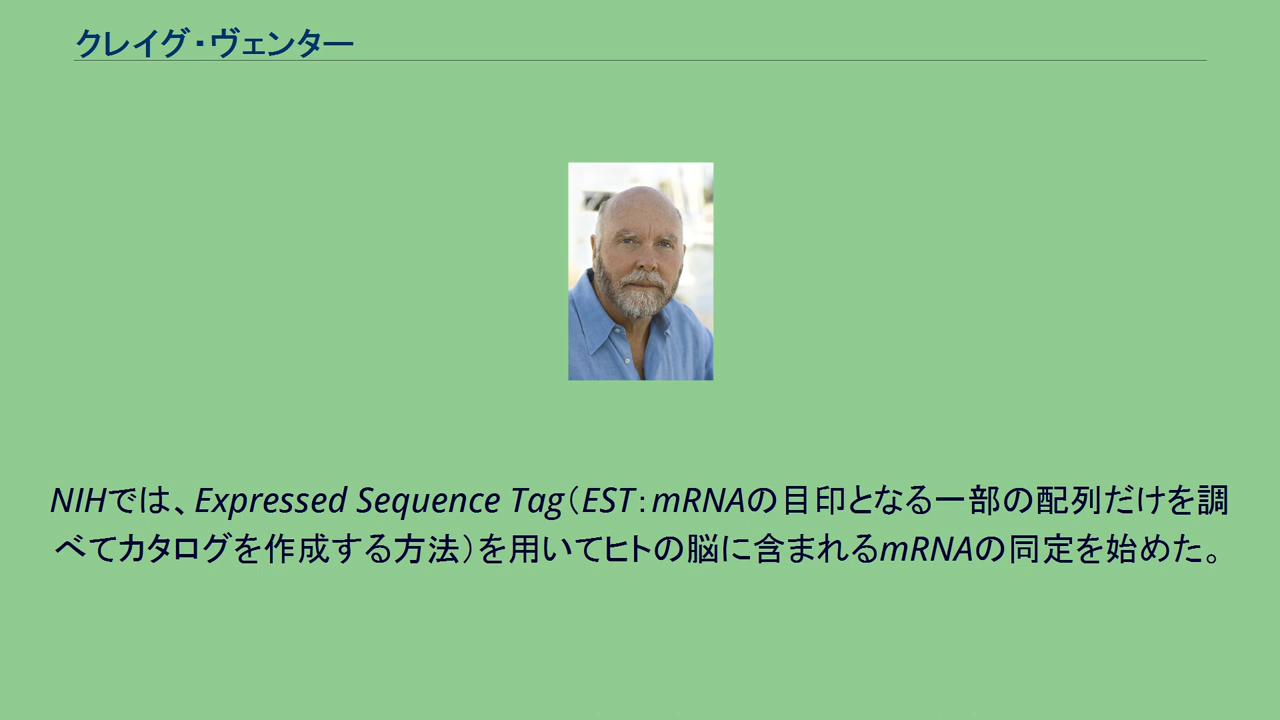 クレイグ・ヴェンター
NIHでは、Expressed Sequence Tag（EST：mRNAの目印となる一部の配列だけを調
べてカタログを作成する方法）を用いてヒトの脳に含まれるmRNAの同定を始めた。